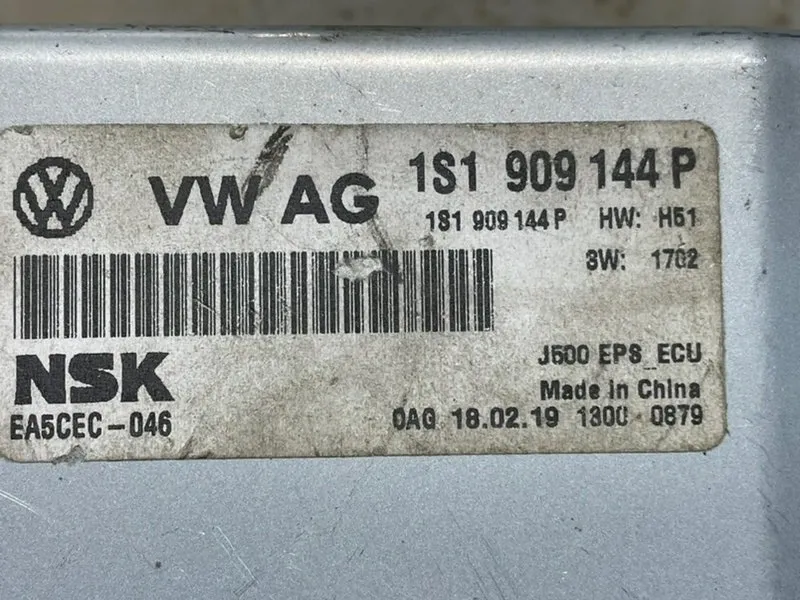 VW AG 1S1 909 144 P
1S1 909 144 P HW: H51
SW: 1702
NSK
J500 EPS_ECU
Made in China
EA5CEC-046
0AG 18.02.19 1300 0879